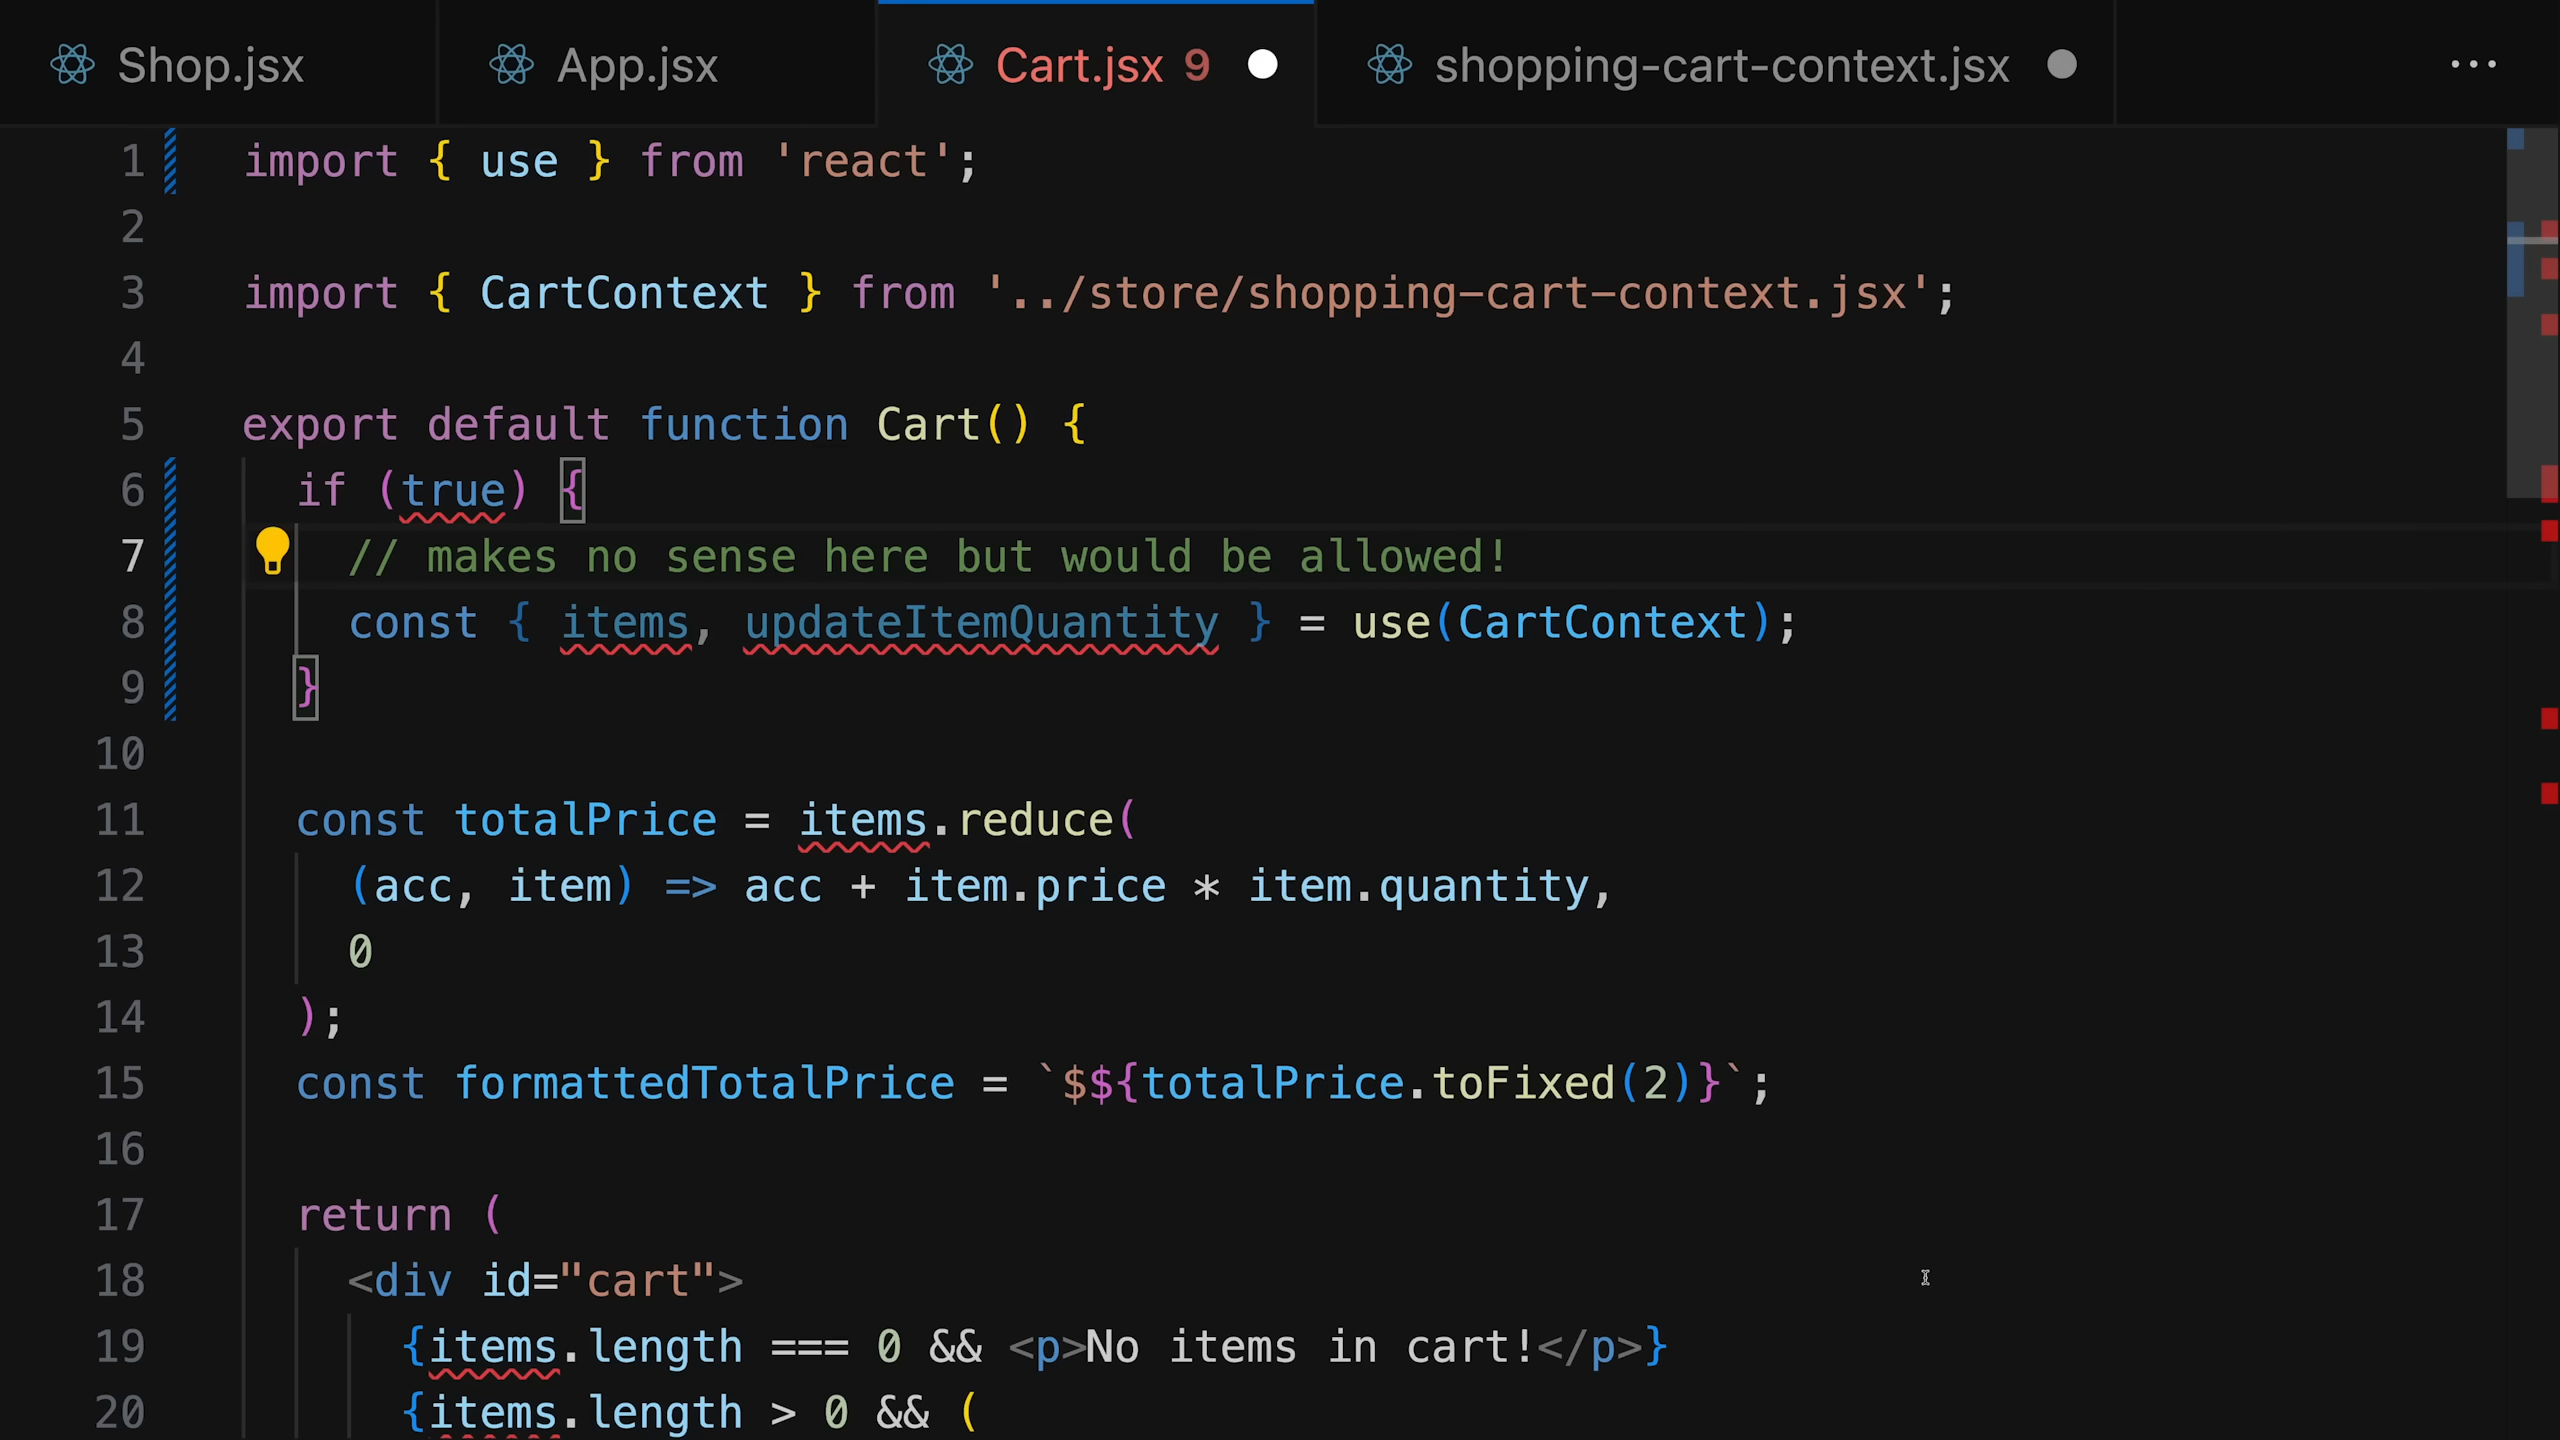 Shop.jsx App.jsx Cart.jsx 9 shopping-cart-context.jsx ...
1 import { use } from 'react';
2
3 import { CartContext } from '../store/shopping-cart-context.jsx';
4
5 export default function Cart() {
6 if (true) {
7 // makes no sense here but would be allowed!
8 const { items, updateItemQuantity } = use(CartContext);
9 }
10
11 const totalPrice = items.reduce(
12 (acc, item) => acc + item.price * item.quantity,
13 0
14 );
15 const formattedTotalPrice = `$${totalPrice.toFixed(2)}`;
16
17 return (
18 <div id="cart">
19 {items.length === 0 && <p>No items in cart!</p>}
20 {items.length > 0 && (